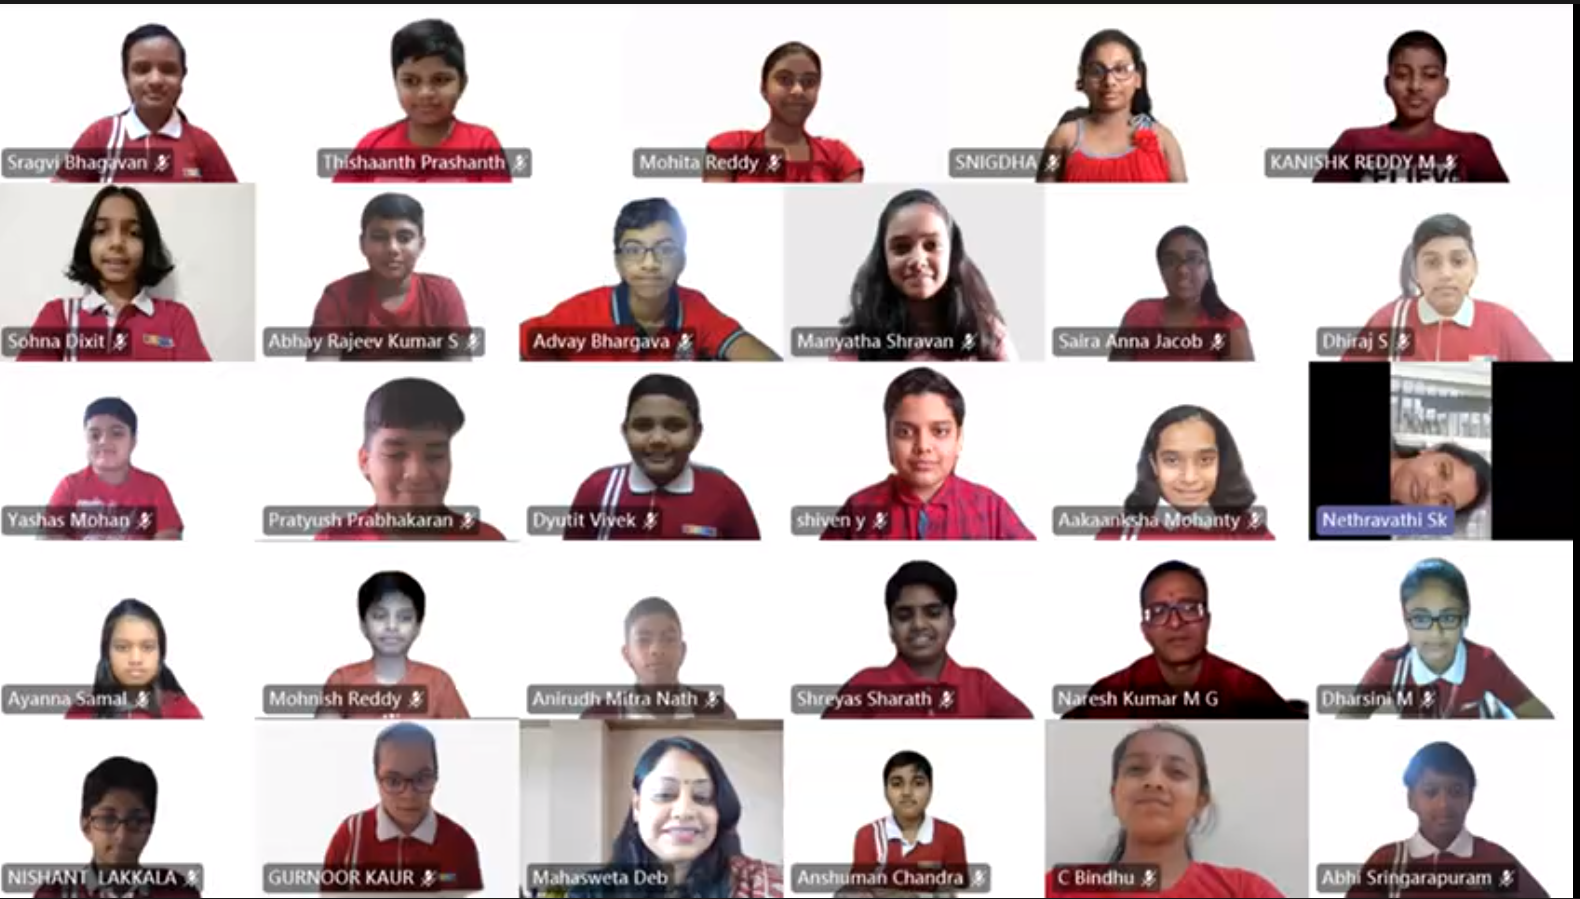 Sragvi Bhagavan
Thishaanth Prashanth
Mohita Reddy
SNIGDHA
KANISHK REDDY M
Sohna Dixit
Abhay Rajeev Kumar S
Advay Bhargava
Manyatha Shravan
Saira Anna Jacob
Dhiraj S
Yashas Mohan
Pratyush Prabhakaran
Dyutit Vivek
shiven y
Aakaanksha Mohanty
Nethravathi Sk
Ayanna Samal
Mohnish Reddy
Anirudh Mitra Nath
Shreyas Sharath
Naresh Kumar M G
Dharsini M
NISHANT LAKKALA
GURNOOR KAUR
Mahasweta Deb
Anshuman Chandra
C Bindhu
Abhi Sringarapuram